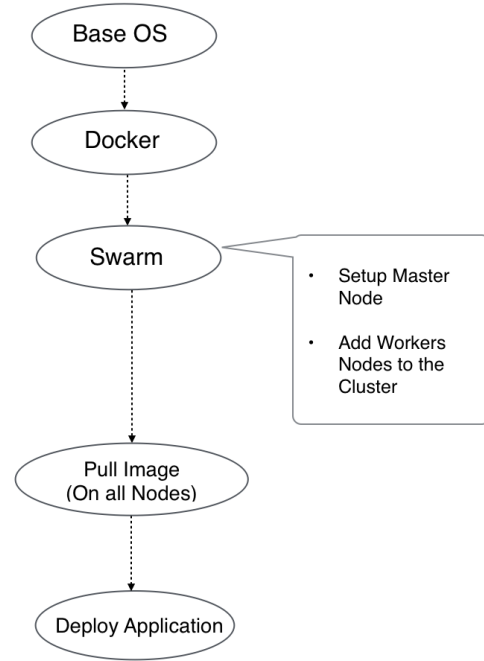 Base OS
Docker
Swarm
• Setup Master
Node
• Add Workers
Nodes to the
Cluster
Pull Image
(On all Nodes)
Deploy Application